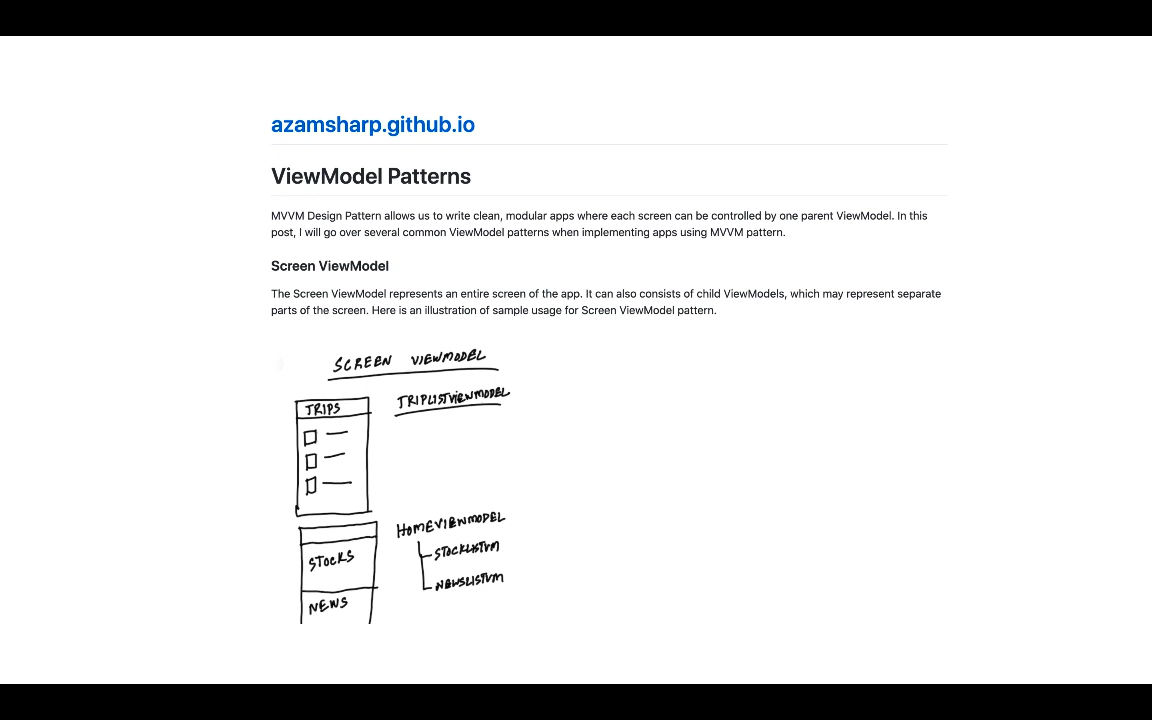 azamsharp.github.io
ViewModel Patterns
MVVM Design Pattern allows us to write clean, modular apps where each screen can be controlled by one parent ViewModel. In this
post, I will go over several common ViewModel patterns when implementing apps using MVVM pattern.
Screen ViewModel
The Screen ViewModel represents an entire screen of the app. It can also consists of child ViewModels, which may represent separate
parts of the screen. Here is an illustration of sample usage for Screen ViewModel pattern.
SCREEN VIEWMODEL
TRIPS
TRIPLISTVIEWMODEL
HOMEVIEWMODEL
STOCKS
STOCKLISTVM
NEWSLISTVM
NEWS